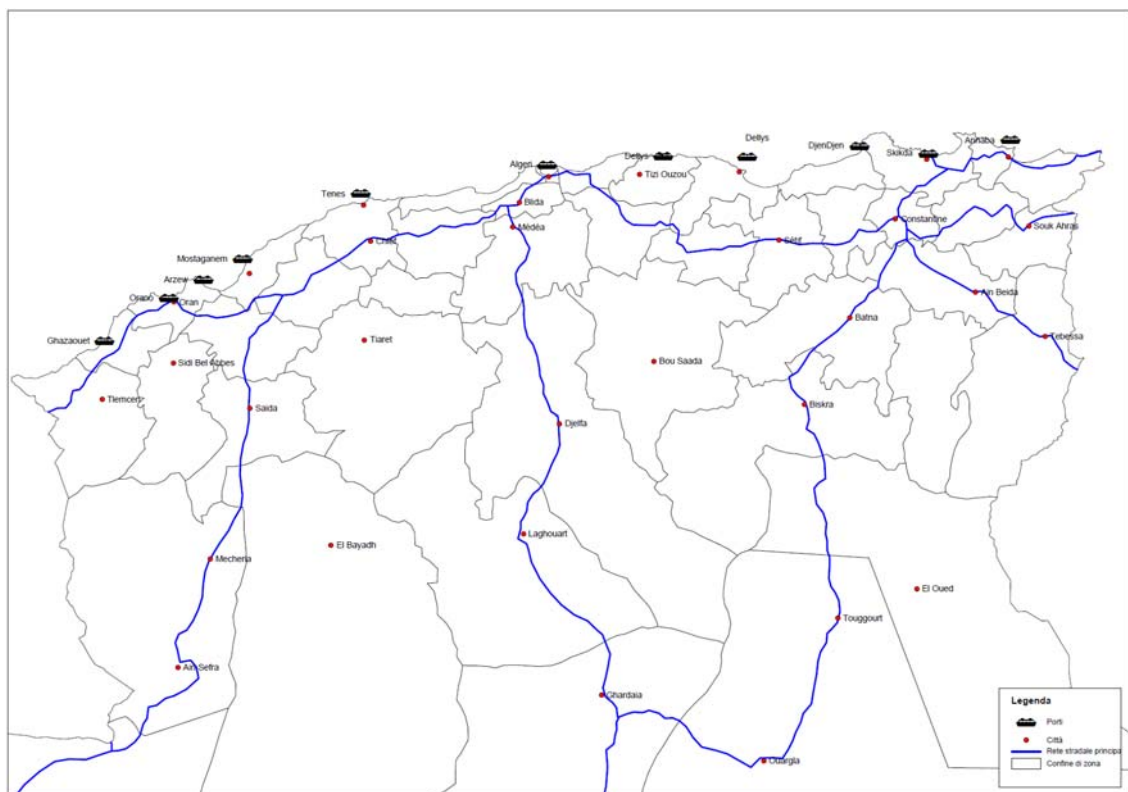 Dellys
Annaba
DjenDjen
Skikda
Dellys
Algeri
Tizi Ouzou
Tenes
Blida
Constantine
Médéa
Souk Ahras
Chlef
Sétif
Mostaganem
Arzew
Ain Beida
Orano
Oran
Batna
Tebessa
Ghazaouet
Tiaret
Bou Saada
Sidi Bel Abbes
Tlemcen
Saida
Biskra
Djelfa
Laghouart
El Bayadh
Mecheria
El Oued
Touggourt
Ain Sefra
Ghardaia
Ouargla
Legenda
Porti
Città
Rete stradale principa
Confine di zona